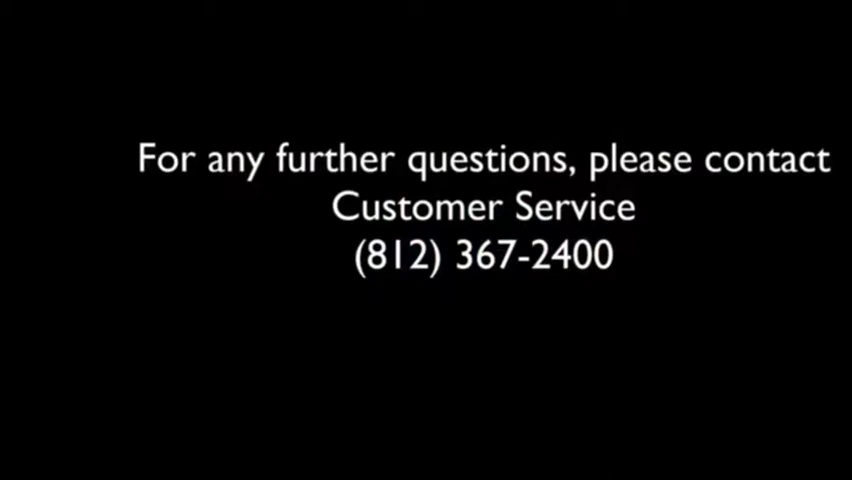 For any further questions, please contact
Customer Service
(812) 367-2400